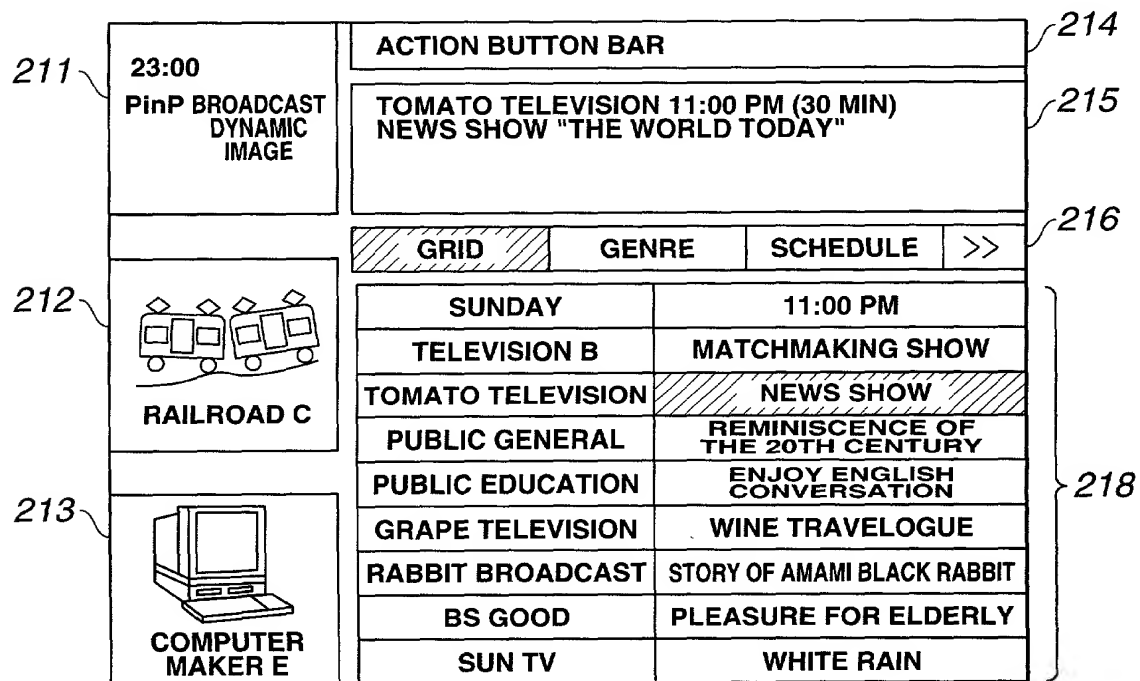 211
23:00
PinP BROADCAST
DYNAMIC
IMAGE
212
RAILROAD C
213
COMPUTER
MAKER E
ACTION BUTTON BAR
214
TOMATO TELEVISION 11:00 PM (30 MIN)
NEWS SHOW "THE WORLD TODAY"
215
GRID GENRE SCHEDULE >>
216
SUNDAY 11:00 PM
TELEVISION B MATCHMAKING SHOW
TOMATO TELEVISION NEWS SHOW
PUBLIC GENERAL REMINISCENCE OF
THE 20TH CENTURY
PUBLIC EDUCATION ENJOY ENGLISH
CONVERSATION
GRAPE TELEVISION WINE TRAVELOGUE
RABBIT BROADCAST STORY OF AMAMI BLACK RABBIT
BS GOOD PLEASURE FOR ELDERLY
SUN TV WHITE RAIN
218